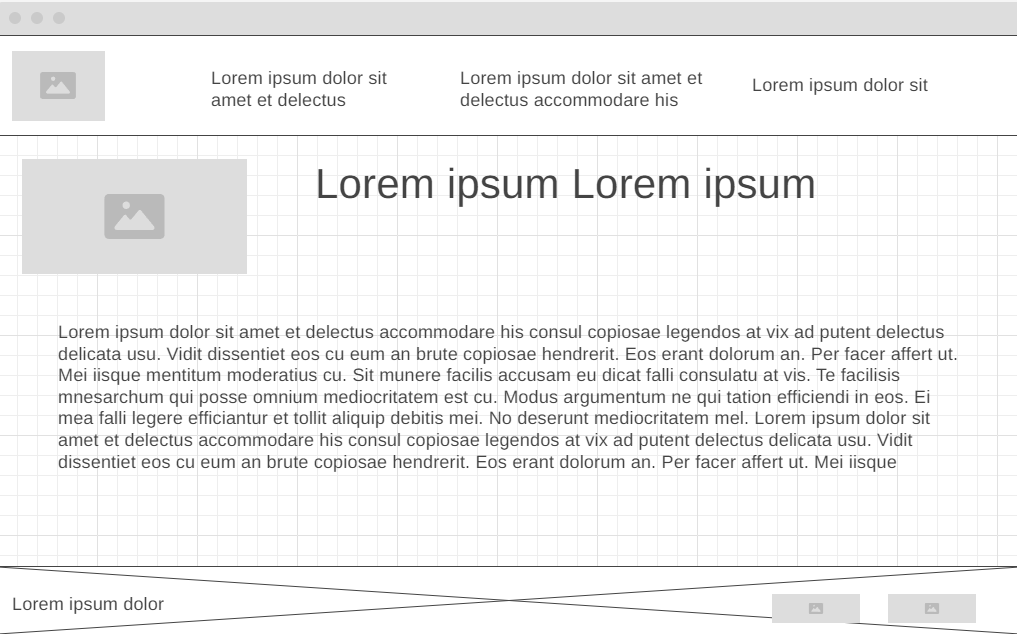 Lorem ipsum dolor sit
amet et delectus
Lorem ipsum dolor sit amet et
delectus accommodare his
Lorem ipsum dolor sit
Lorem ipsum Lorem ipsum
Lorem ipsum dolor sit amet et delectus accommodare his consul copiosae legendos at vix ad putent delectus
delicata usu. Vidit dissentiet eos cu eum an brute copiosae hendrerit. Eos erant dolorum an. Per facer affert ut.
Mei iisque mentitum moderatius cu. Sit munere facilis accusam eu dicat falli consulatu at vis. Te facilisis
mnesarchum qui posse omnium mediocritatem est cu. Modus argumentum ne qui tation efficiendi in eos. Ei
mea falli legere efficiantur et tollit aliquip debitis mei. No deserunt mediocritatem mel. Lorem ipsum dolor sit
amet et delectus accommodare his consul copiosae legendos at vix ad putent delectus delicata usu. Vidit
dissentiet eos cu eum an brute copiosae hendrerit. Eos erant dolorum an. Per facer affert ut. Mei iisque
Lorem ipsum dolor